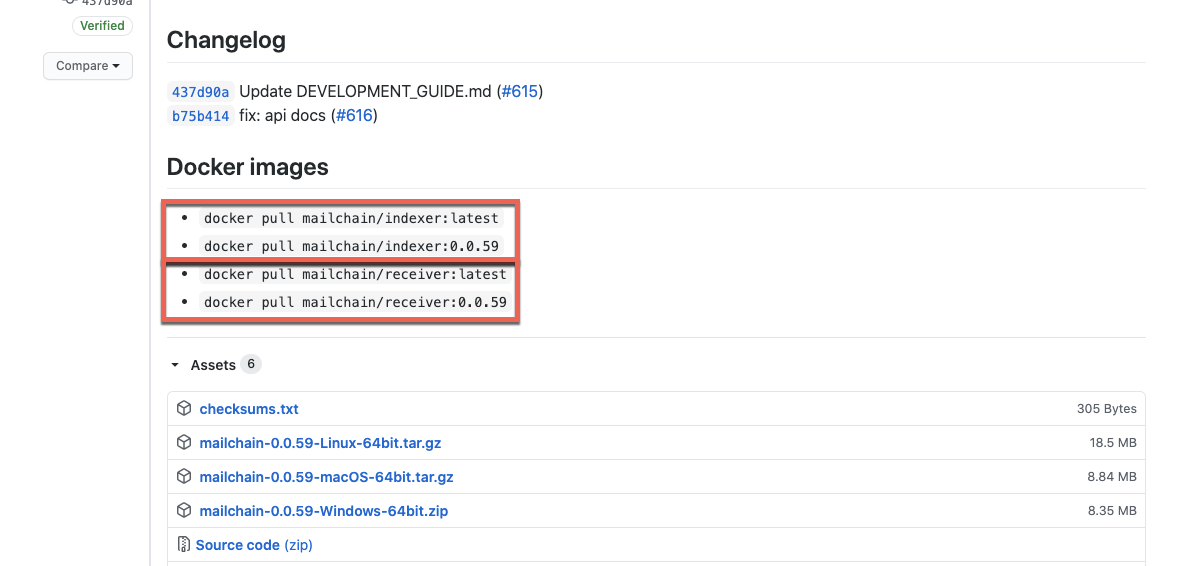 437d90a
Verified
Compare
Changelog
437d90a Update DEVELOPMENT_GUIDE.md (#615)
b75b414 fix: api docs (#616)
Docker images
• docker pull mailchain/indexer:latest
• docker pull mailchain/indexer:0.0.59
• docker pull mailchain/receiver:latest
• docker pull mailchain/receiver:0.0.59
Assets 6
checksums.txt 305 Bytes
mailchain-0.0.59-Linux-64bit.tar.gz 18.5 MB
mailchain-0.0.59-macOS-64bit.tar.gz 8.84 MB
mailchain-0.0.59-Windows-64bit.zip 8.35 MB
Source code (zip)